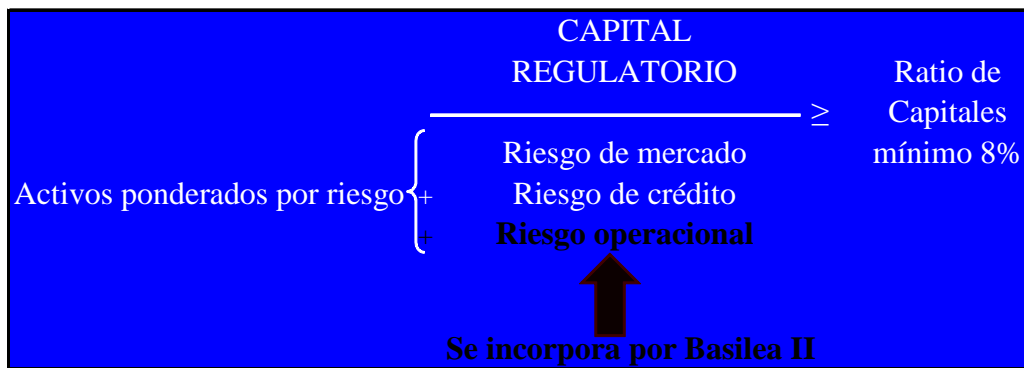 CAPITAL
REGULATORIO
Ratio de
≥ Capitales
+
Riesgo de mercado mínimo 8%
Activos ponderados por riesgo + Riesgo de crédito
+ Riesgo operacional
Se incorpora por Basilea II